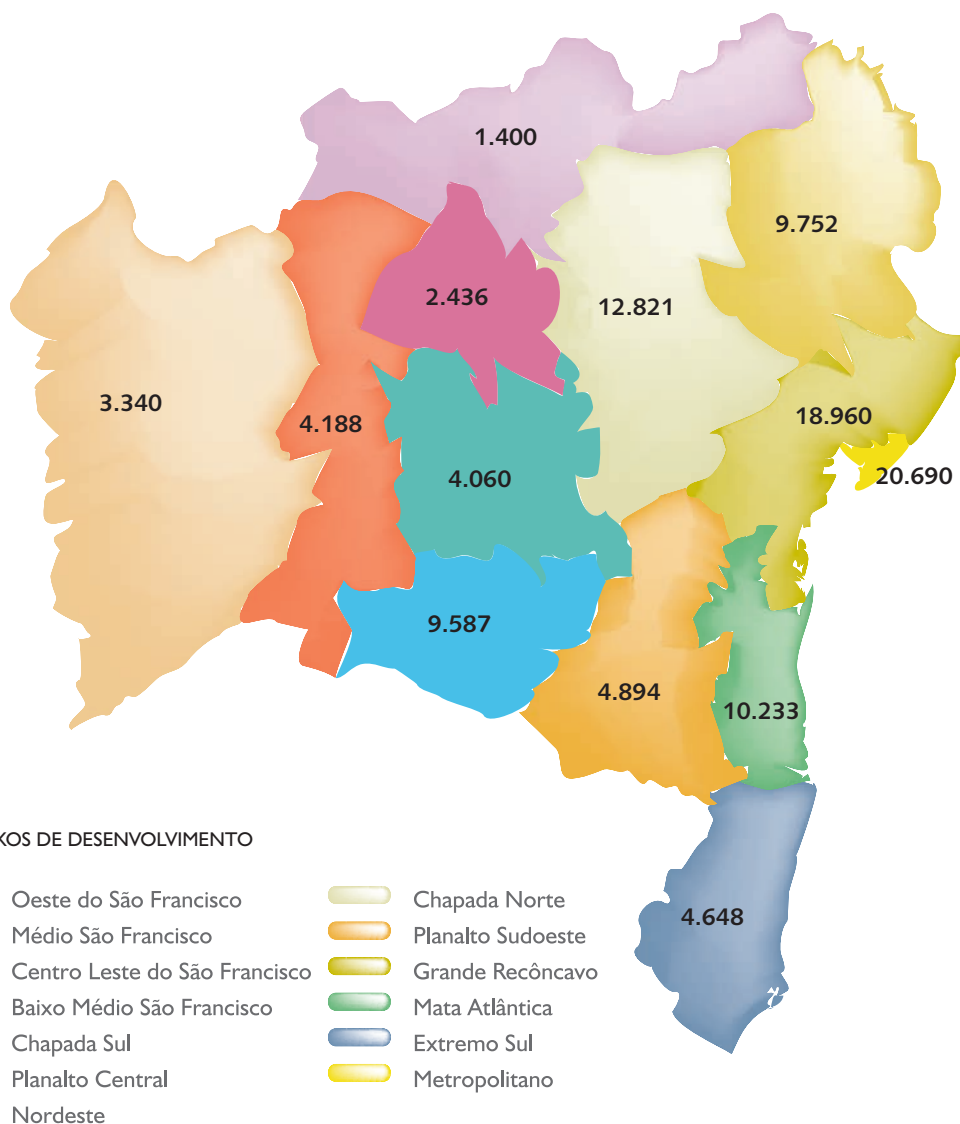 1.400
9.752
2.436
12.821
3.340
4.188
18.960
4.060
20.690
9.587
4.894
10.233
4.648
XOS DE DESENVOLVIMENTO
Oeste do São Francisco
Médio São Francisco
Centro Leste do São Francisco
Baixo Médio São Francisco
Chapada Sul
Planalto Central
Nordeste
Chapada Norte
Planalto Sudoeste
Grande Recôncavo
Mata Atlântica
Extremo Sul
Metropolitano